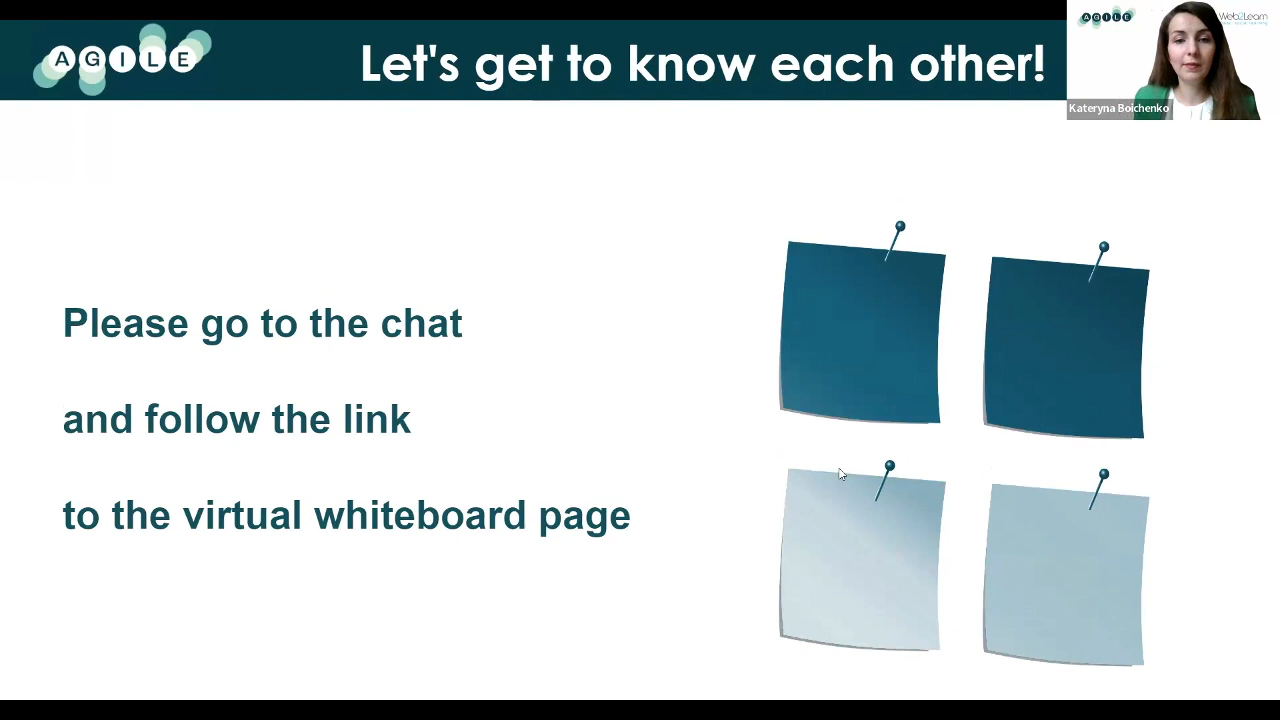 AGILE
Let's get to know each other!
AGILE
Web2Learn
Kateryna Boichenko
Please go to the chat
and follow the link
to the virtual whiteboard page